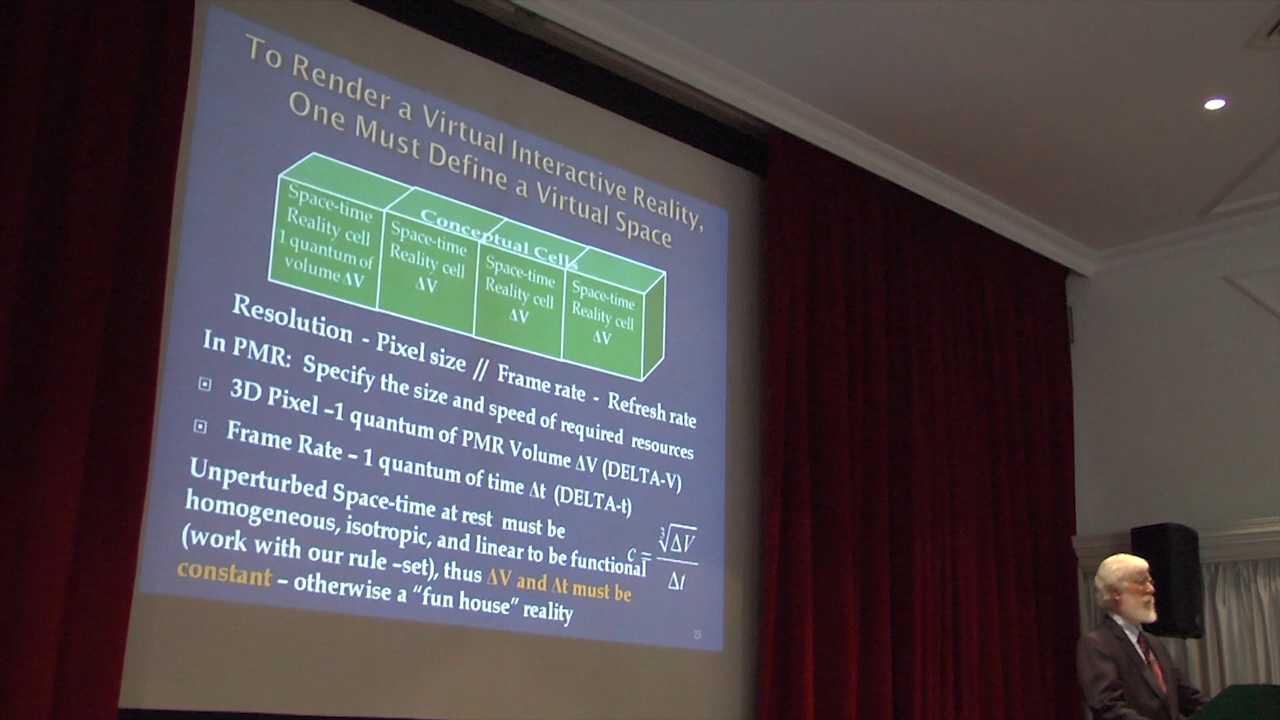 To Render a Virtual Interactive Reality,
One Must Define a Virtual Space
Conceptual Cells
Space-time
Reality cell
1 quantum of
volume ΔV
Space-time
Reality cell
ΔV
Space-time
Reality cell
ΔV
Space-time
Reality cell
ΔV
Resolution - Pixel size // Frame rate - Refresh rate
In PMR: Specify the size and speed of required resources
3D Pixel –1 quantum of PMR Volume ΔV (DELTA-V)
Frame Rate – 1 quantum of time Δt (DELTA-t)
Unperturbed Space-time at rest must be
homogeneous, isotropic, and linear to be functional
(work with our rule –set), thus ΔV and Δt must be
constant – otherwise a “fun house” reality
c = ∛ΔV / Δt
23